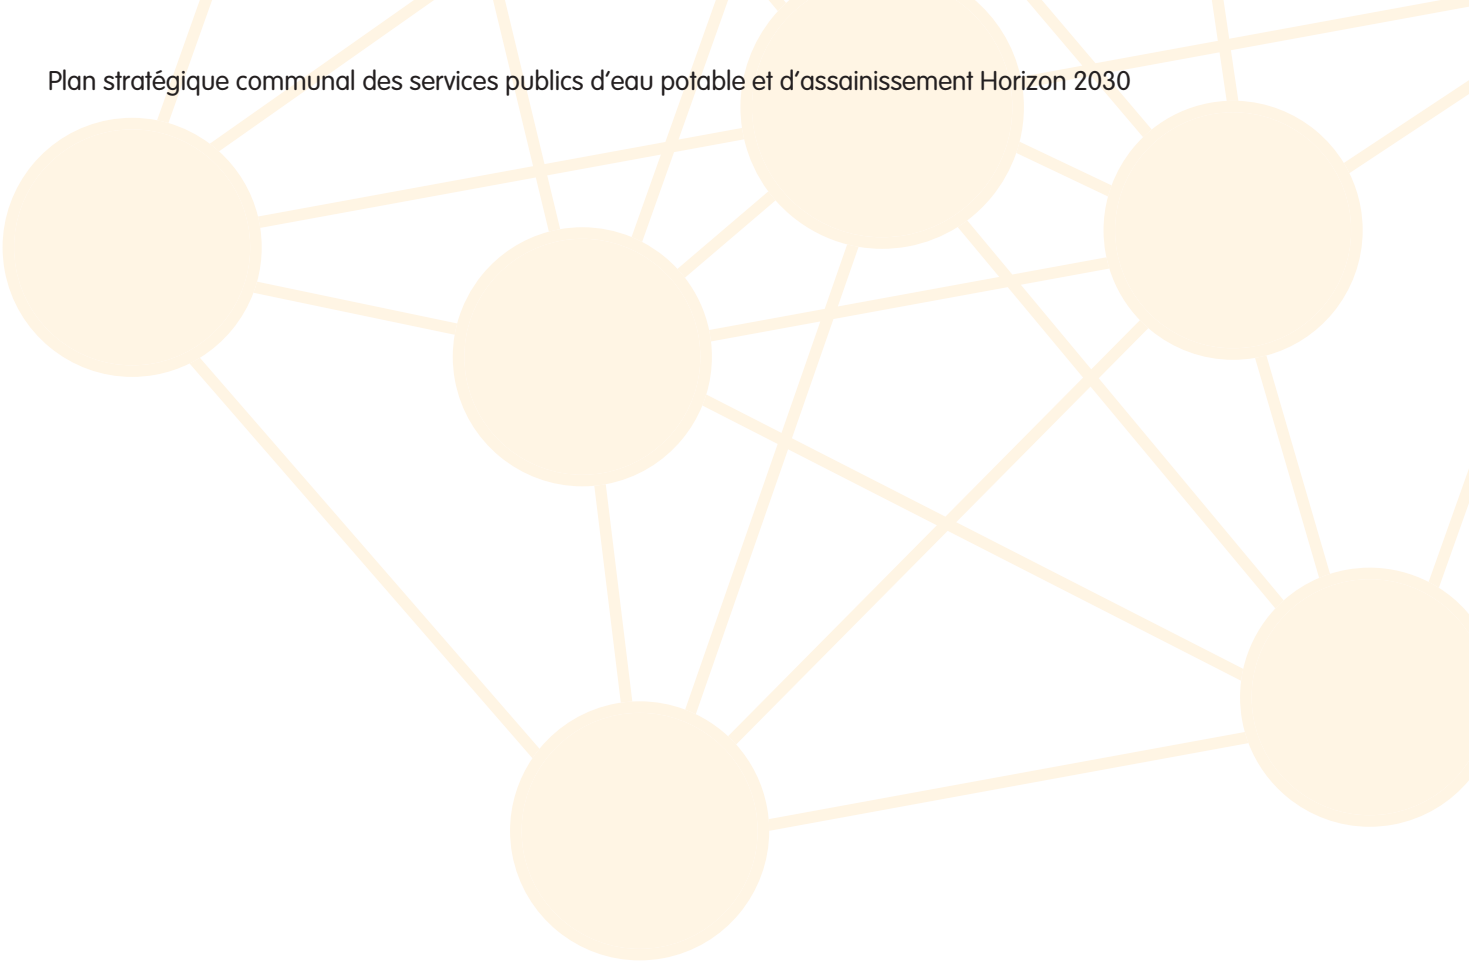 Plan stratégique communal des services publics d’eau potable et d’assainissement Horizon 2030